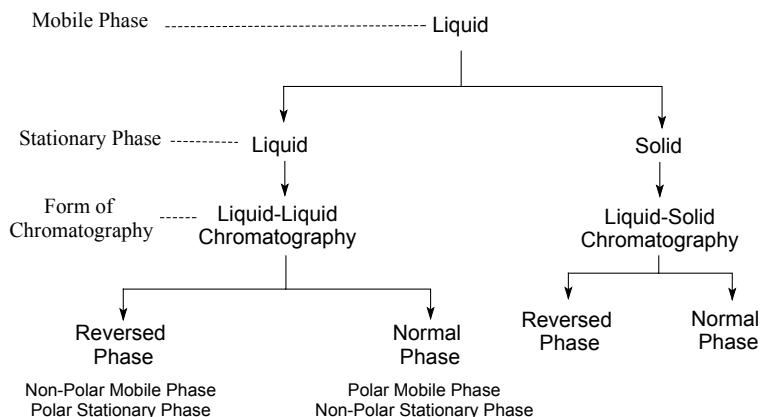 Mobile Phase
Liquid
Stationary Phase
Liquid
Solid
Form of
Chromatography
Liquid-Liquid
Chromatography
Liquid-Solid
Chromatography
Reversed
Phase
Normal
Phase
Reversed
Phase
Normal
Phase
Non-Polar Mobile Phase
Polar Stationary Phase
Polar Mobile Phase
Non-Polar Stationary Phase